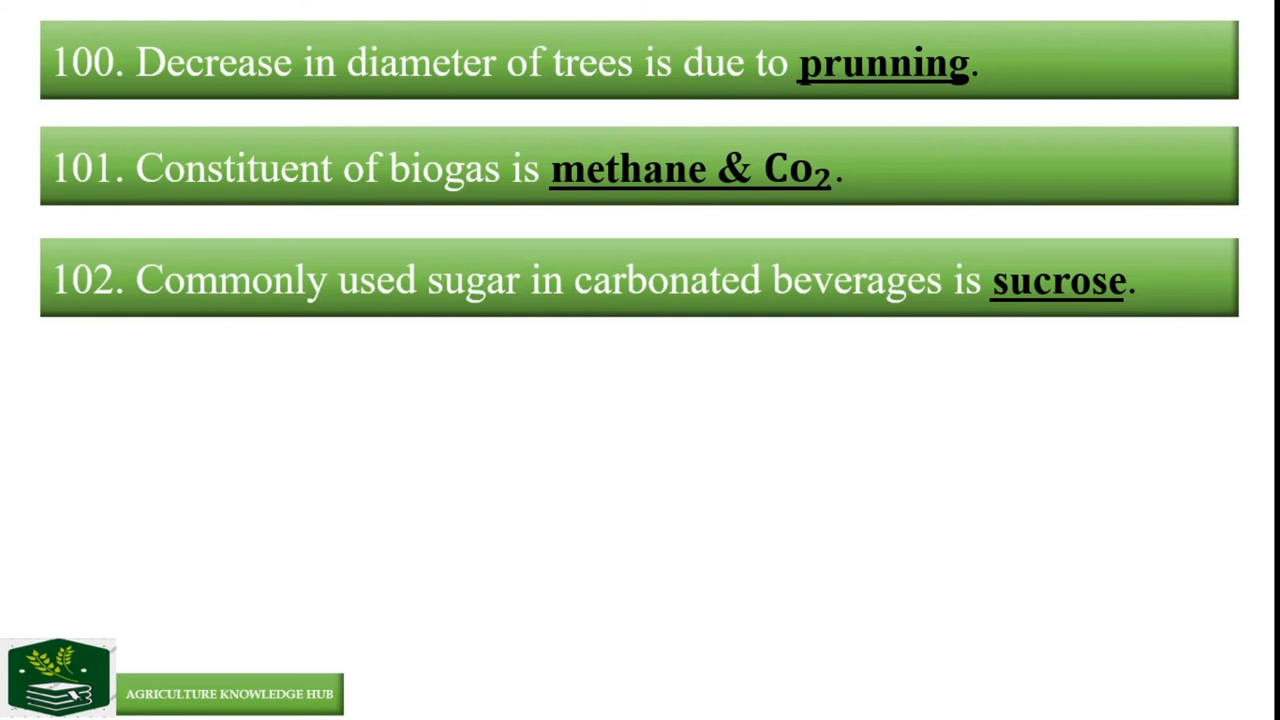 100. Decrease in diameter of trees is due to prunning.
101. Constituent of biogas is methane & Co₂.
102. Commonly used sugar in carbonated beverages is sucrose.
AGRICULTURE KNOWLEDGE HUB